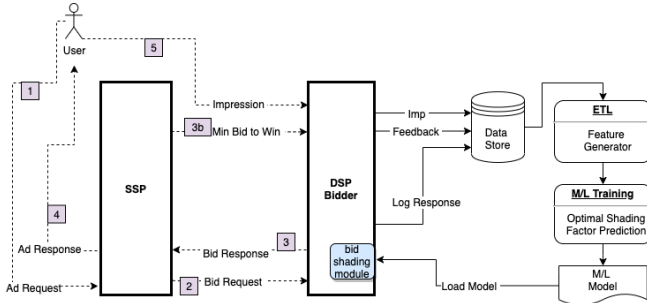 User
1
5
Impression
3b
Min Bid to Win
SSP
DSP
Bidder
Imp
Feedback
Data
Store
Log Response
ETL
Feature
Generator
M/L Training
Optimal Shading
Factor Prediction
4
Ad Response
Ad Request
3
Bid Response
2
Bid Request
bid
shading
module
Load Model
M/L
Model